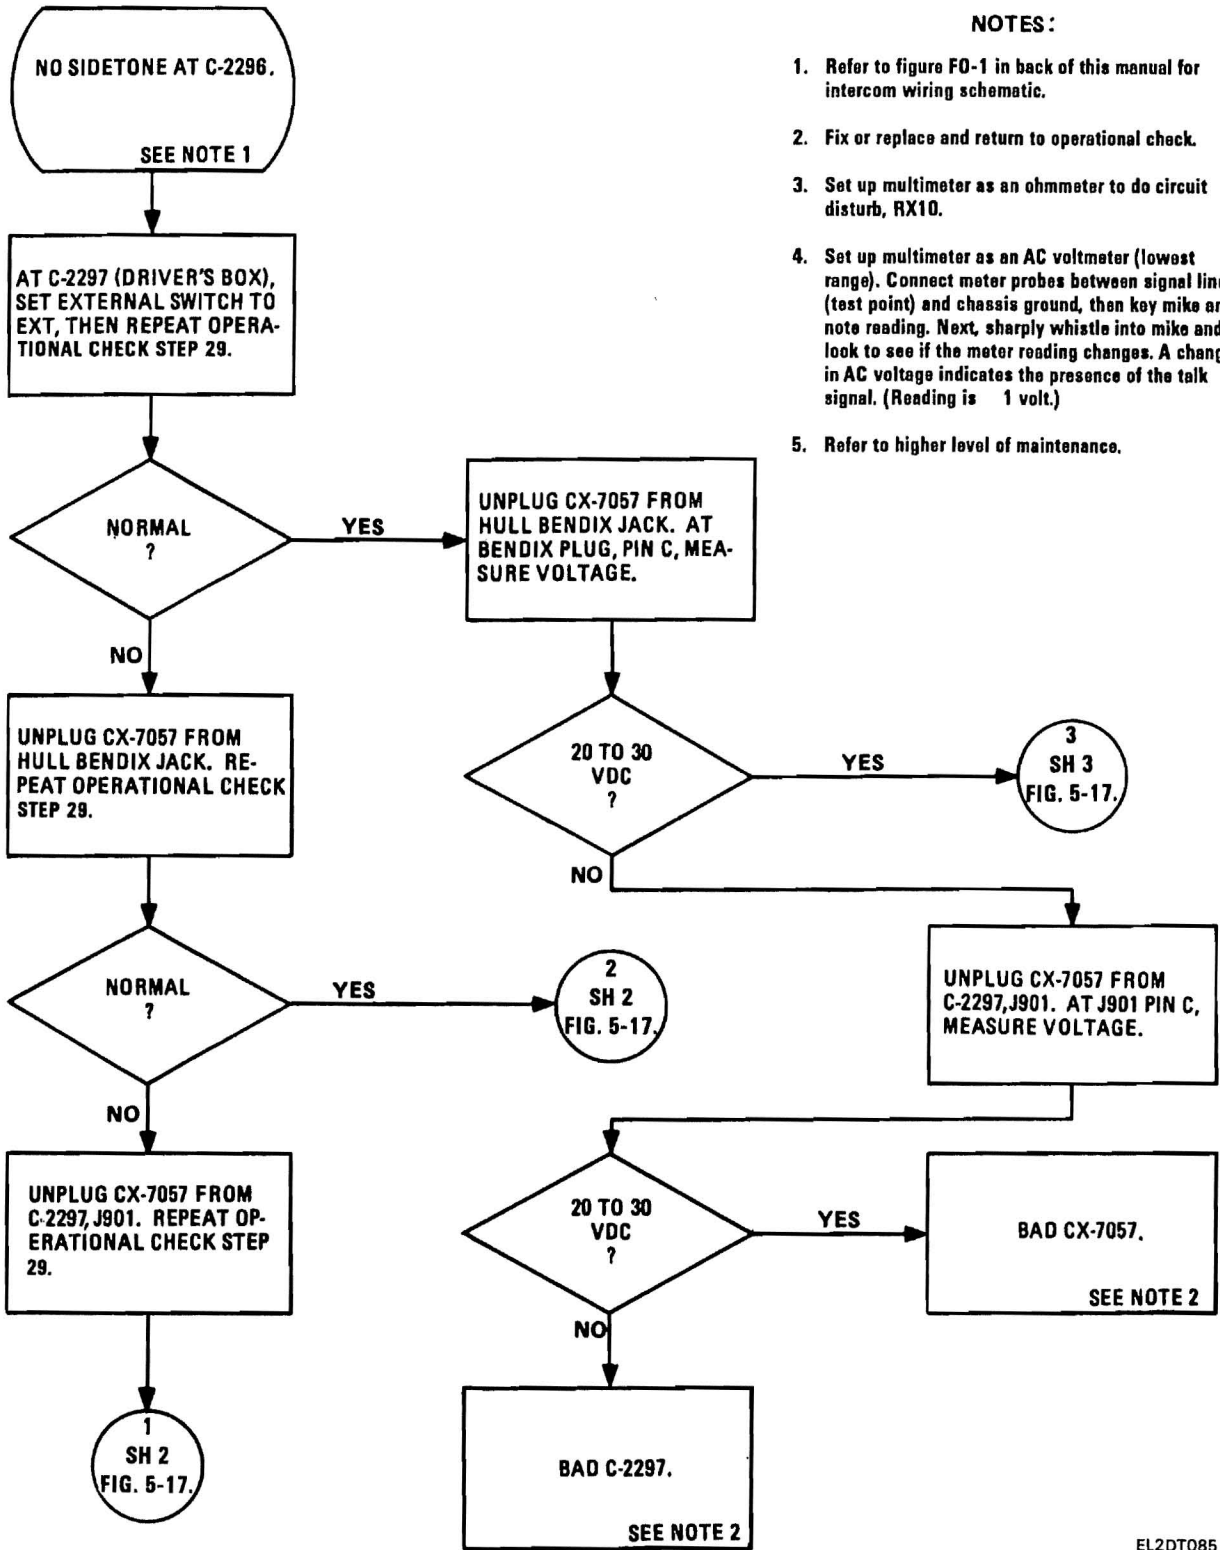 NO SIDETONE AT C-2296.
SEE NOTE 1
NOTES:
1. Refer to figure FO-1 in back of this manual for
intercom wiring schematic.
2. Fix or replace and return to operational check.
3. Set up multimeter as an ohmmeter to do circuit
disturb, RX10.
4. Set up multimeter as an AC voltmeter (lowest
range). Connect meter probes between signal line
(test point) and chassis ground, then key mike an
note reading. Next, sharply whistle into mike and
look to see if the meter reading changes. A chang
in AC voltage indicates the presence of the talk
signal. (Reading is 1 volt.)
5. Refer to higher level of maintenance.
AT C-2297 (DRIVER'S BOX),
SET EXTERNAL SWITCH TO
EXT, THEN REPEAT OPERA-
TIONAL CHECK STEP 29.
NORMAL
?
YES
NO
UNPLUG CX-7057 FROM
HULL BENDIX JACK. AT
BENDIX PLUG, PIN C, MEA-
SURE VOLTAGE.
UNPLUG CX-7057 FROM
HULL BENDIX JACK. RE-
PEAT OPERATIONAL CHECK
STEP 29.
20 TO 30
VDC
?
YES
NO
3
SH 3
FIG. 5-17.
NORMAL
?
YES
NO
2
SH 2
FIG. 5-17.
UNPLUG CX-7057 FROM
C-2297,J901. AT J901 PIN C,
MEASURE VOLTAGE.
UNPLUG CX-7057 FROM
C-2297,J901. REPEAT OP-
ERATIONAL CHECK STEP
29.
20 TO 30
VDC
?
YES
NO
BAD CX-7057.
SEE NOTE 2
1
SH 2
FIG. 5-17.
BAD C-2297.
SEE NOTE 2
EL2DT085